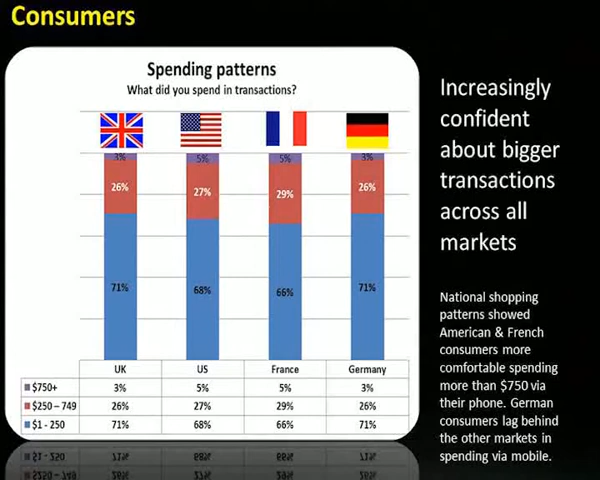 Consumers
Spending patterns
What did you spend in transactions?
3% 5% 5% 3%
26% 27% 29% 26%
71% 68% 66% 71%
UK US France Germany
$750+ 3% 5% 5% 3%
$250 – 749 26% 27% 29% 26%
$1 - 250 71% 68% 66% 71%
Increasingly
confident
about bigger
transactions
across all
markets
National shopping
patterns showed
American & French
consumers more
comfortable spending
more than $750 via
their phone. German
consumers lag behind
the other markets in
spending via mobile.